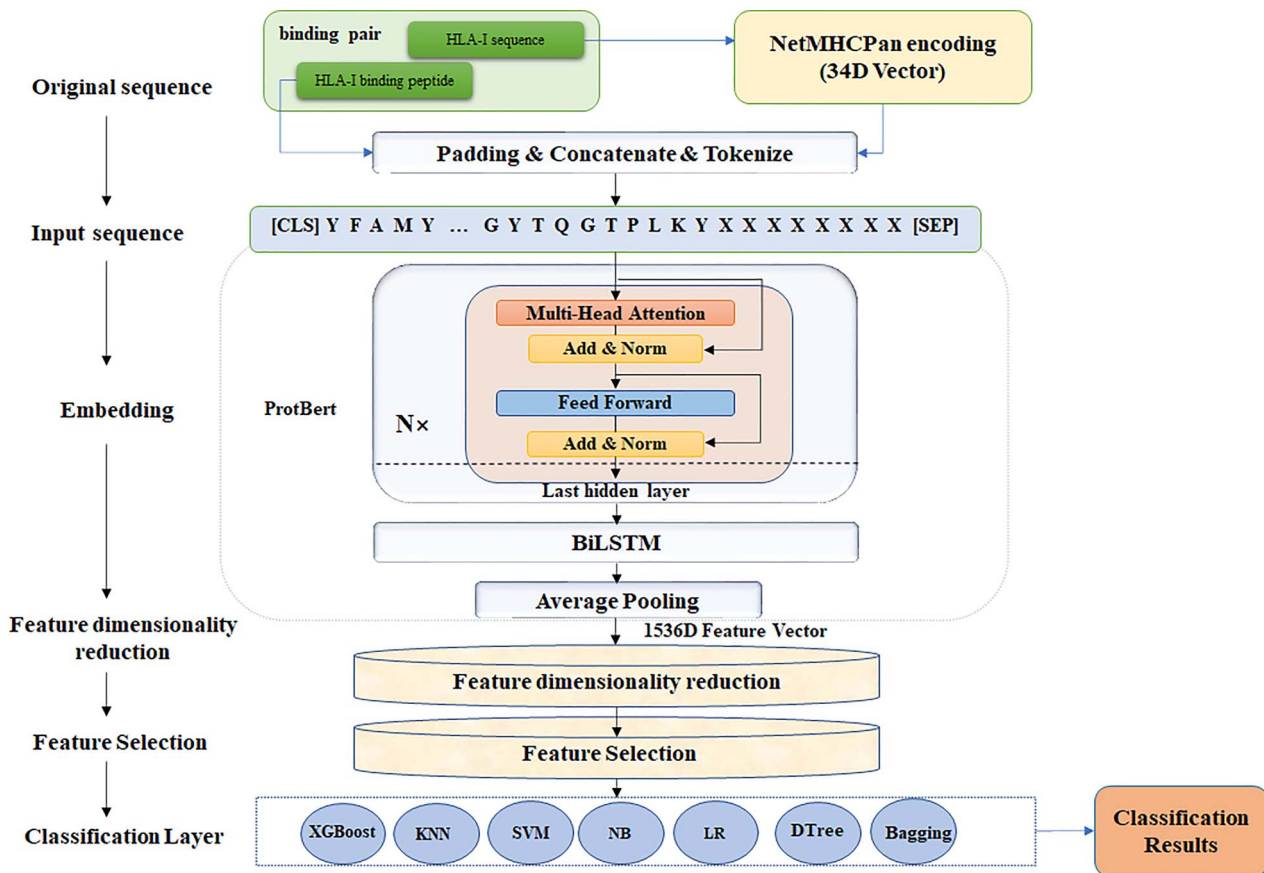 binding pair
HLA-I sequence
HLA-I binding peptide
NetMHCPan encoding
(34D Vector)
Original sequence
Padding & Concatenate & Tokenize
Input sequence
[CLS] Y F A M Y ... G Y T Q G T P L K Y X X X X X X X X [SEP]
Multi-Head Attention
Add & Norm
Embedding
ProtBert
N×
Feed Forward
Add & Norm
Last hidden layer
BiLSTM
Average Pooling
1536D Feature Vector
Feature dimensionality
reduction
Feature dimensionality reduction
Feature Selection
Feature Selection
Classification Layer
XGBoost
KNN
SVM
NB
LR
DTree
Bagging
Classification
Results